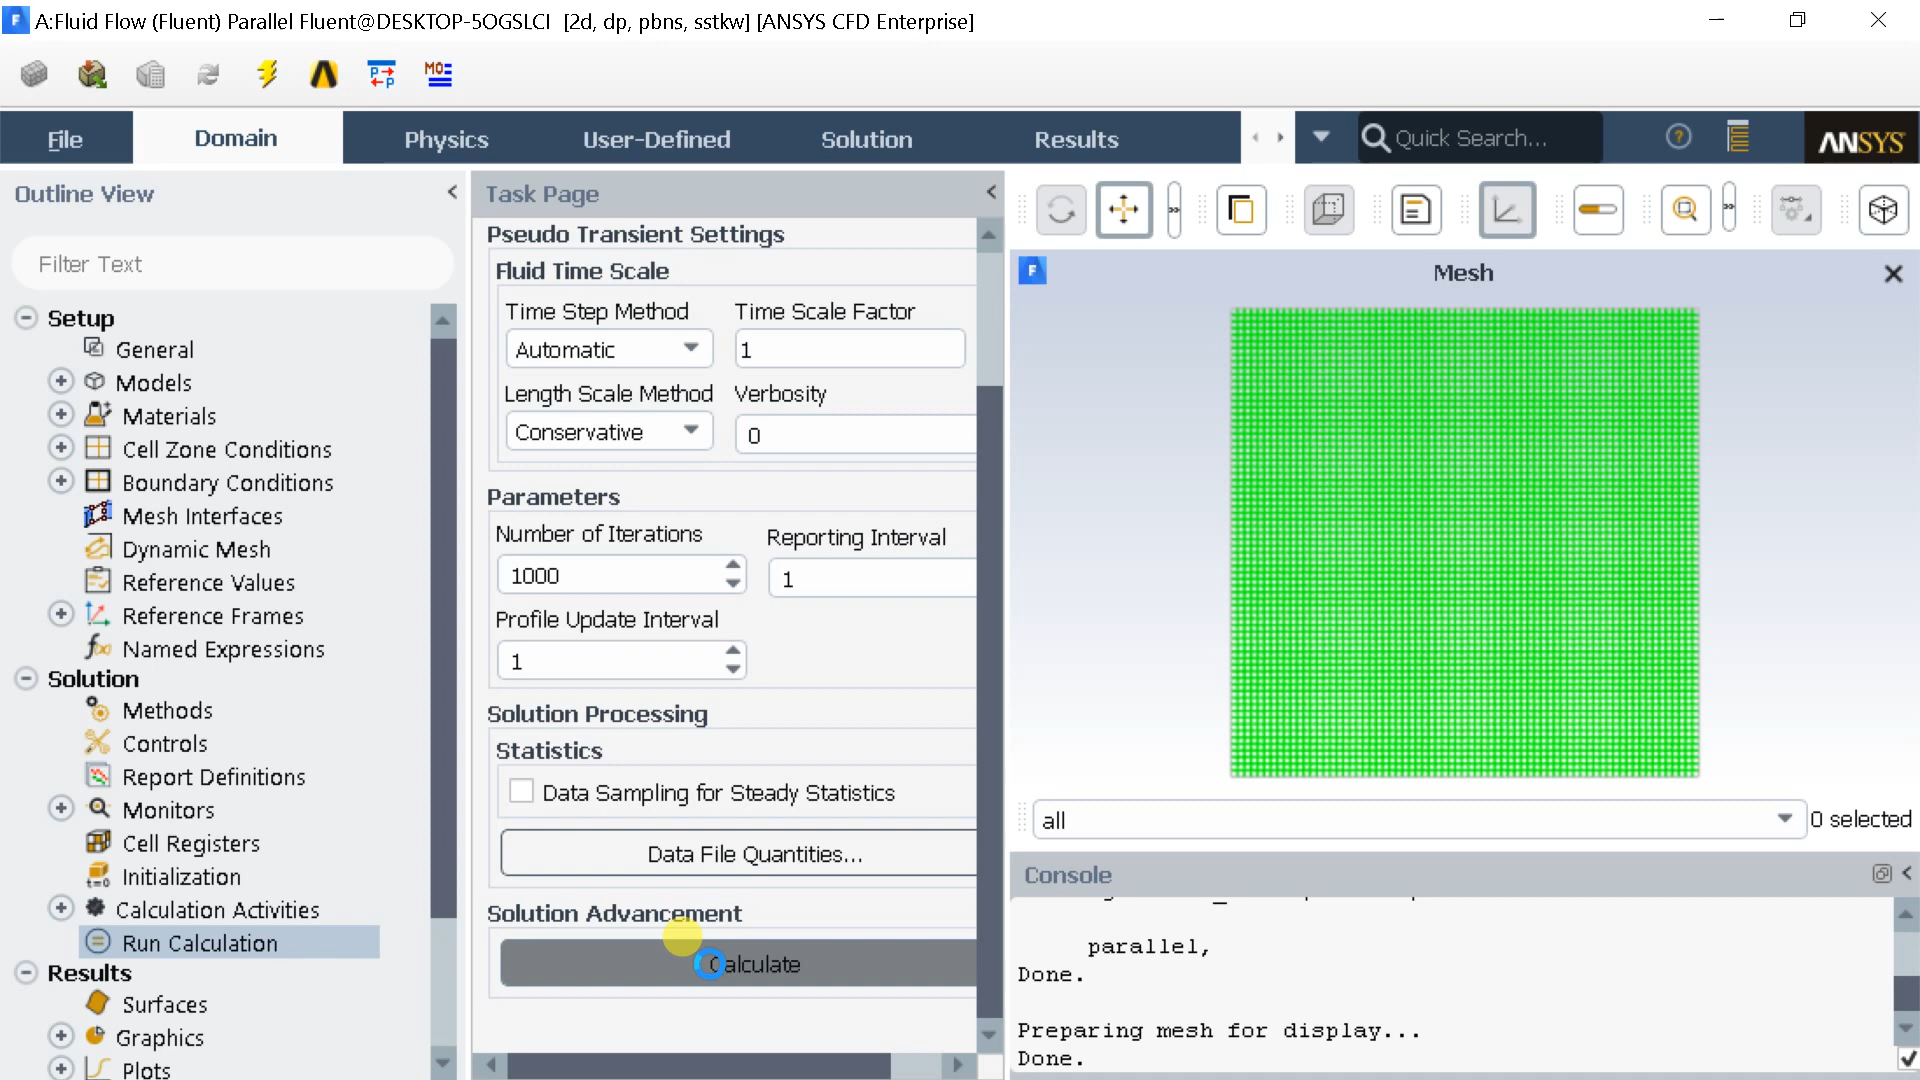 A:Fluid Flow (Fluent) Parallel Fluent@DESKTOP-5OGSLCI [2d, dp, pbns, sstkw] [ANSYS CFD Enterprise]
File Domain Physics User-Defined Solution Results Quick Search... ANSYS
Outline View
Filter Text
Setup
General
Models
Materials
Cell Zone Conditions
Boundary Conditions
Mesh Interfaces
Dynamic Mesh
Reference Values
Reference Frames
Named Expressions
Solution
Methods
Controls
Report Definitions
Monitors
Cell Registers
Initialization
Calculation Activities
Run Calculation
Results
Surfaces
Graphics
Plots
Task Page
Pseudo Transient Settings
Fluid Time Scale
Time Step Method Time Scale Factor
Automatic 1
Length Scale Method Verbosity
Conservative 0
Parameters
Number of Iterations Reporting Interval
1000 1
Profile Update Interval
1
Solution Processing
Statistics
Data Sampling for Steady Statistics
Data File Quantities...
Solution Advancement
Calculate
Mesh
all 0 selected
Console
parallel,
Done.
Preparing mesh for display...
Done.